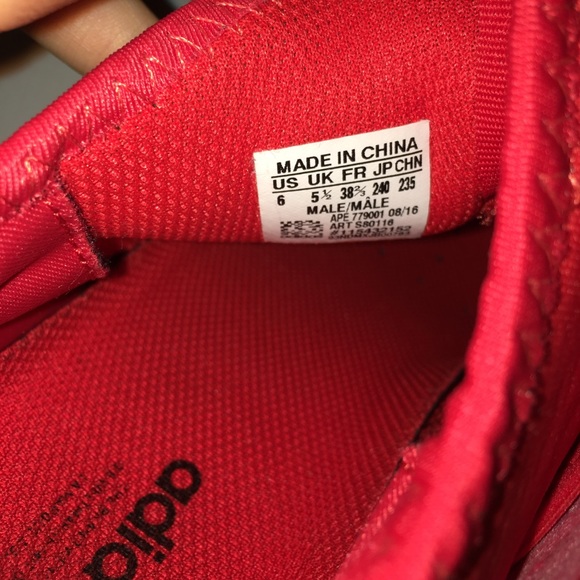 MADE IN CHINA
US UK FR JP CHN
6 5½ 38⅔ 240 235
MALE/MÂLE
APE 779001 08/16
ART S80116
adida